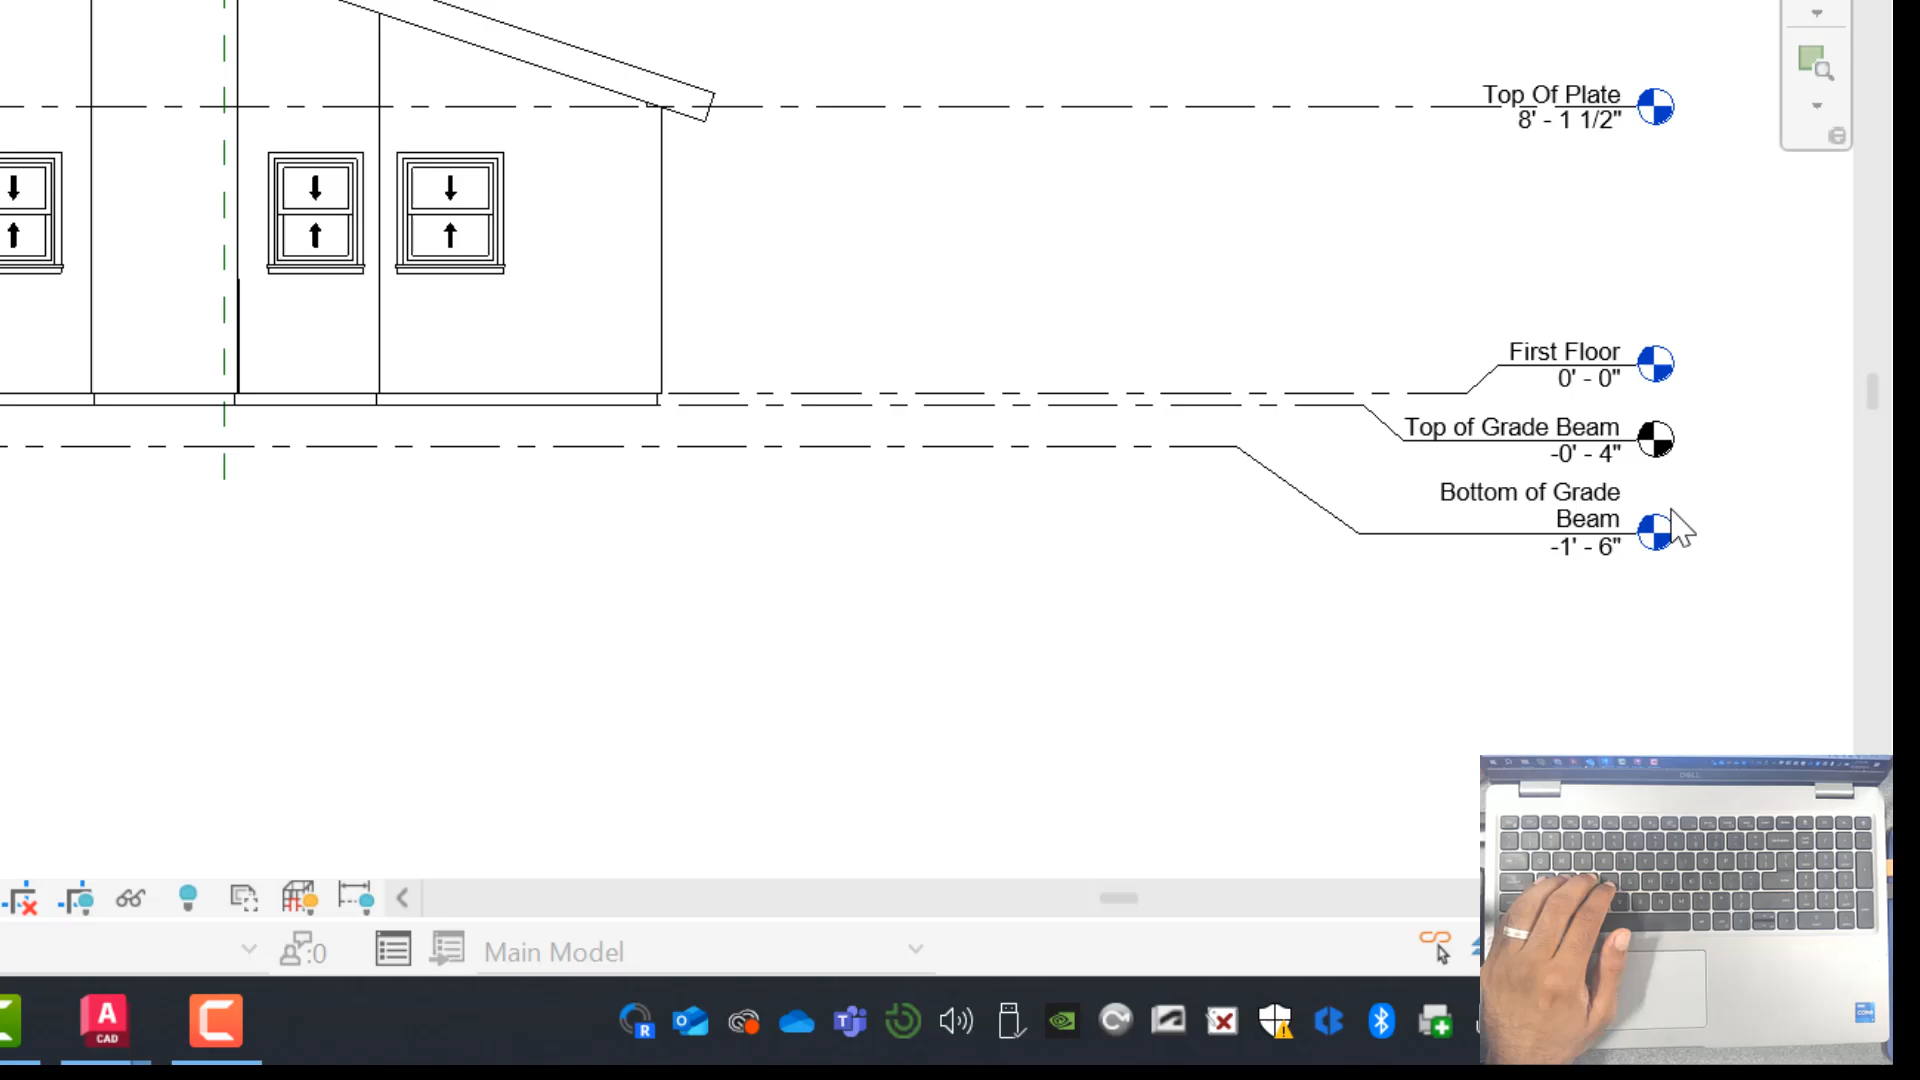 Top Of Plate
8' - 1 1/2"
First Floor
0' - 0"
Top of Grade Beam
-0' - 4"
Bottom of Grade
Beam
-1' - 6"
:0
Main Model
A
CAD
R
DELL